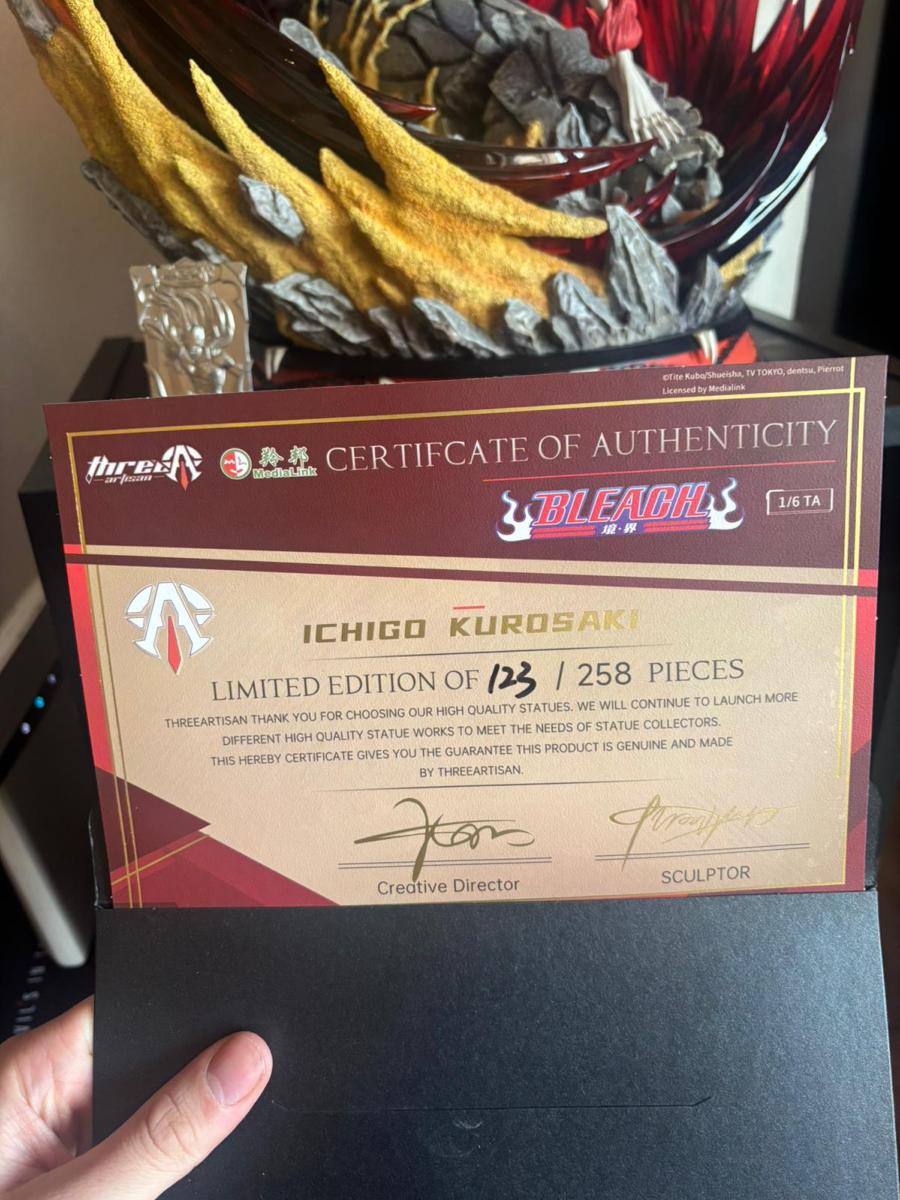 ©Tite Kubo/Shueisha, TV TOKYO, dentsu, Pierrot
Licensed by Medialink
threeA
artisan
羚邦
MediaLink
CERTIFCATE OF AUTHENTICITY
BLEACH
境・界
1/6 TA
ICHIGO KUROSAKI
LIMITED EDITION OF 123 / 258 PIECES
THREEARTISAN THANK YOU FOR CHOOSING OUR HIGH QUALITY STATUES. WE WILL CONTINUE TO LAUNCH MORE
DIFFERENT HIGH QUALITY STATUE WORKS TO MEET THE NEEDS OF STATUE COLLECTORS.
THIS HEREBY CERTIFICATE GIVES YOU THE GUARANTEE THIS PRODUCT IS GENUINE AND MADE
BY THREEARTISAN.
Creative Director
SCULPTOR